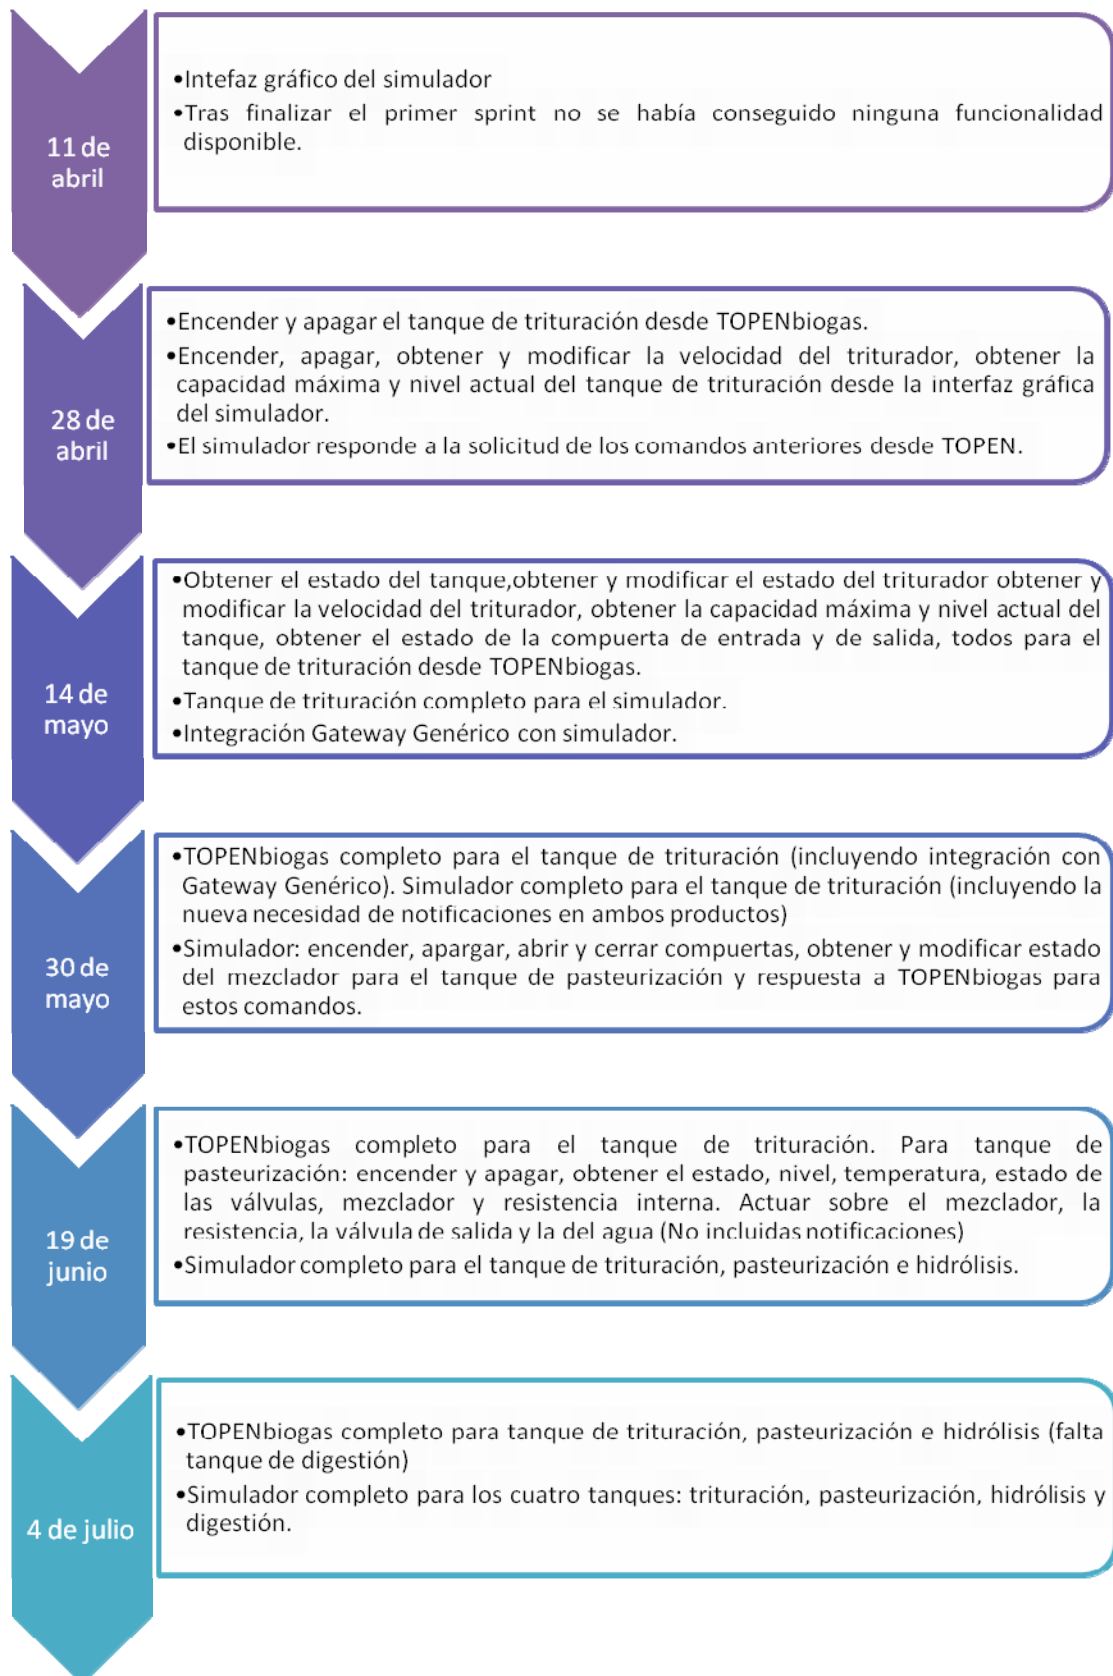 11 de
abril
•Intefaz gráfico del simulador
•Tras finalizar el primer sprint no se había conseguido ninguna funcionalidad
disponible.
28 de
abril
•Encender y apagar el tanque de trituración desde TOPENbiogas.
•Encender, apagar, obtener y modificar la velocidad del triturador, obtener la
capacidad máxima y nivel actual del tanque de trituración desde la interfaz gráfica
del simulador.
•El simulador responde a la solicitud de los comandos anteriores desde TOPEN.
14 de
mayo
•Obtener el estado del tanque,obtener y modificar el estado del triturador obtener y
modificar la velocidad del triturador, obtener la capacidad máxima y nivel actual del
tanque, obtener el estado de la compuerta de entrada y de salida, todos para el
tanque de trituración desde TOPENbiogas.
•Tanque de trituración completo para el simulador.
•Integración Gateway Genérico con simulador.
30 de
mayo
•TOPENbiogas completo para el tanque de trituración (incluyendo integración con
Gateway Genérico). Simulador completo para el tanque de trituración (incluyendo la
nueva necesidad de notificaciones en ambos productos)
•Simulador: encender, apargar, abrir y cerrar compuertas, obtener y modificar estado
del mezclador para el tanque de pasteurización y respuesta a TOPENbiogas para
estos comandos.
19 de
junio
•TOPENbiogas completo para el tanque de trituración. Para tanque de
pasteurización: encender y apagar, obtener el estado, nivel, temperatura, estado de
las válvulas, mezclador y resistencia interna. Actuar sobre el mezclador, la
resistencia, la válvula de salida y la del agua (No incluidas notificaciones)
•Simulador completo para el tanque de trituración, pasteurización e hidrólisis.
4 de julio
•TOPENbiogas completo para tanque de trituración, pasteurización e hidrólisis (falta
tanque de digestión)
•Simulador completo para los cuatro tanques: trituración, pasteurización, hidrólisis y
digestión.